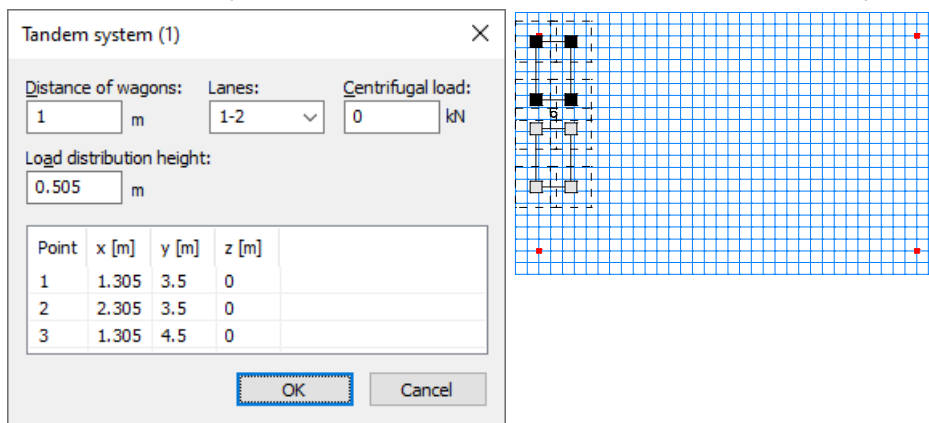 Tandem system (1)
Distance of wagons: Lanes: Centrifugal load:
1 m 1-2 0 kN
Load distribution height:
0.505 m
Point x [m] y [m] z [m]
1 1.305 3.5 0
2 2.305 3.5 0
3 1.305 4.5 0
OK Cancel